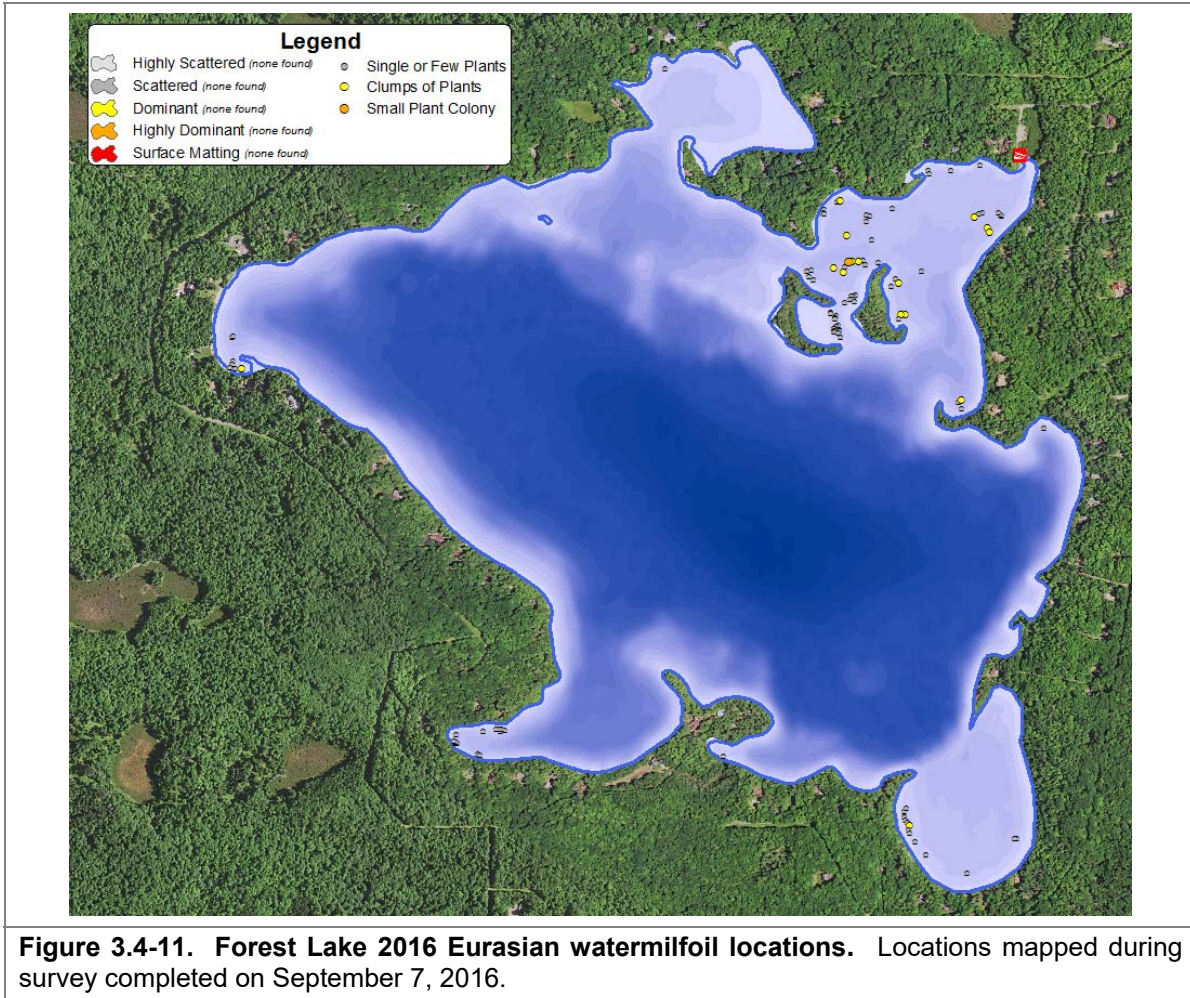 Legend
Highly Scattered (none found)
Scattered (none found)
Dominant (none found)
Highly Dominant (none found)
Surface Matting (none found)
Single or Few Plants
Clumps of Plants
Small Plant Colony
Figure 3.4-11. Forest Lake 2016 Eurasian watermilfoil locations. Locations mapped during
survey completed on September 7, 2016.